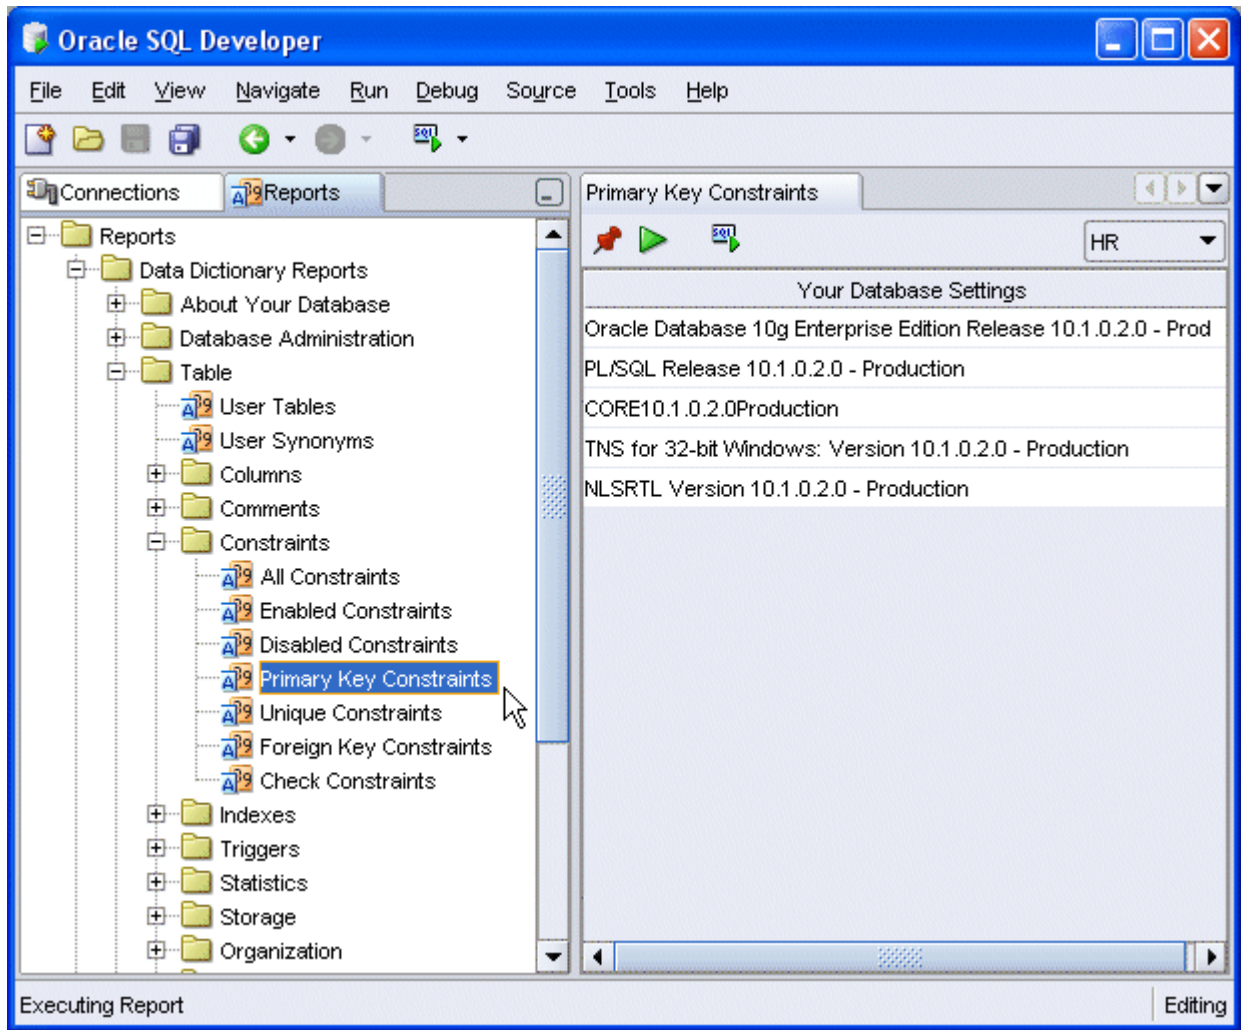 Oracle SQL Developer
File Edit View Navigate Run Debug Source Tools Help
Connections Reports
Primary Key Constraints
HR
Reports
Data Dictionary Reports
About Your Database
Database Administration
Table
User Tables
User Synonyms
Columns
Comments
Constraints
All Constraints
Enabled Constraints
Disabled Constraints
Primary Key Constraints
Unique Constraints
Foreign Key Constraints
Check Constraints
Indexes
Triggers
Statistics
Storage
Organization
Your Database Settings
Oracle Database 10g Enterprise Edition Release 10.1.0.2.0 - Prod
PL/SQL Release 10.1.0.2.0 - Production
CORE10.1.0.2.0Production
TNS for 32-bit Windows: Version 10.1.0.2.0 - Production
NLSRTL Version 10.1.0.2.0 - Production
Executing Report
Editing